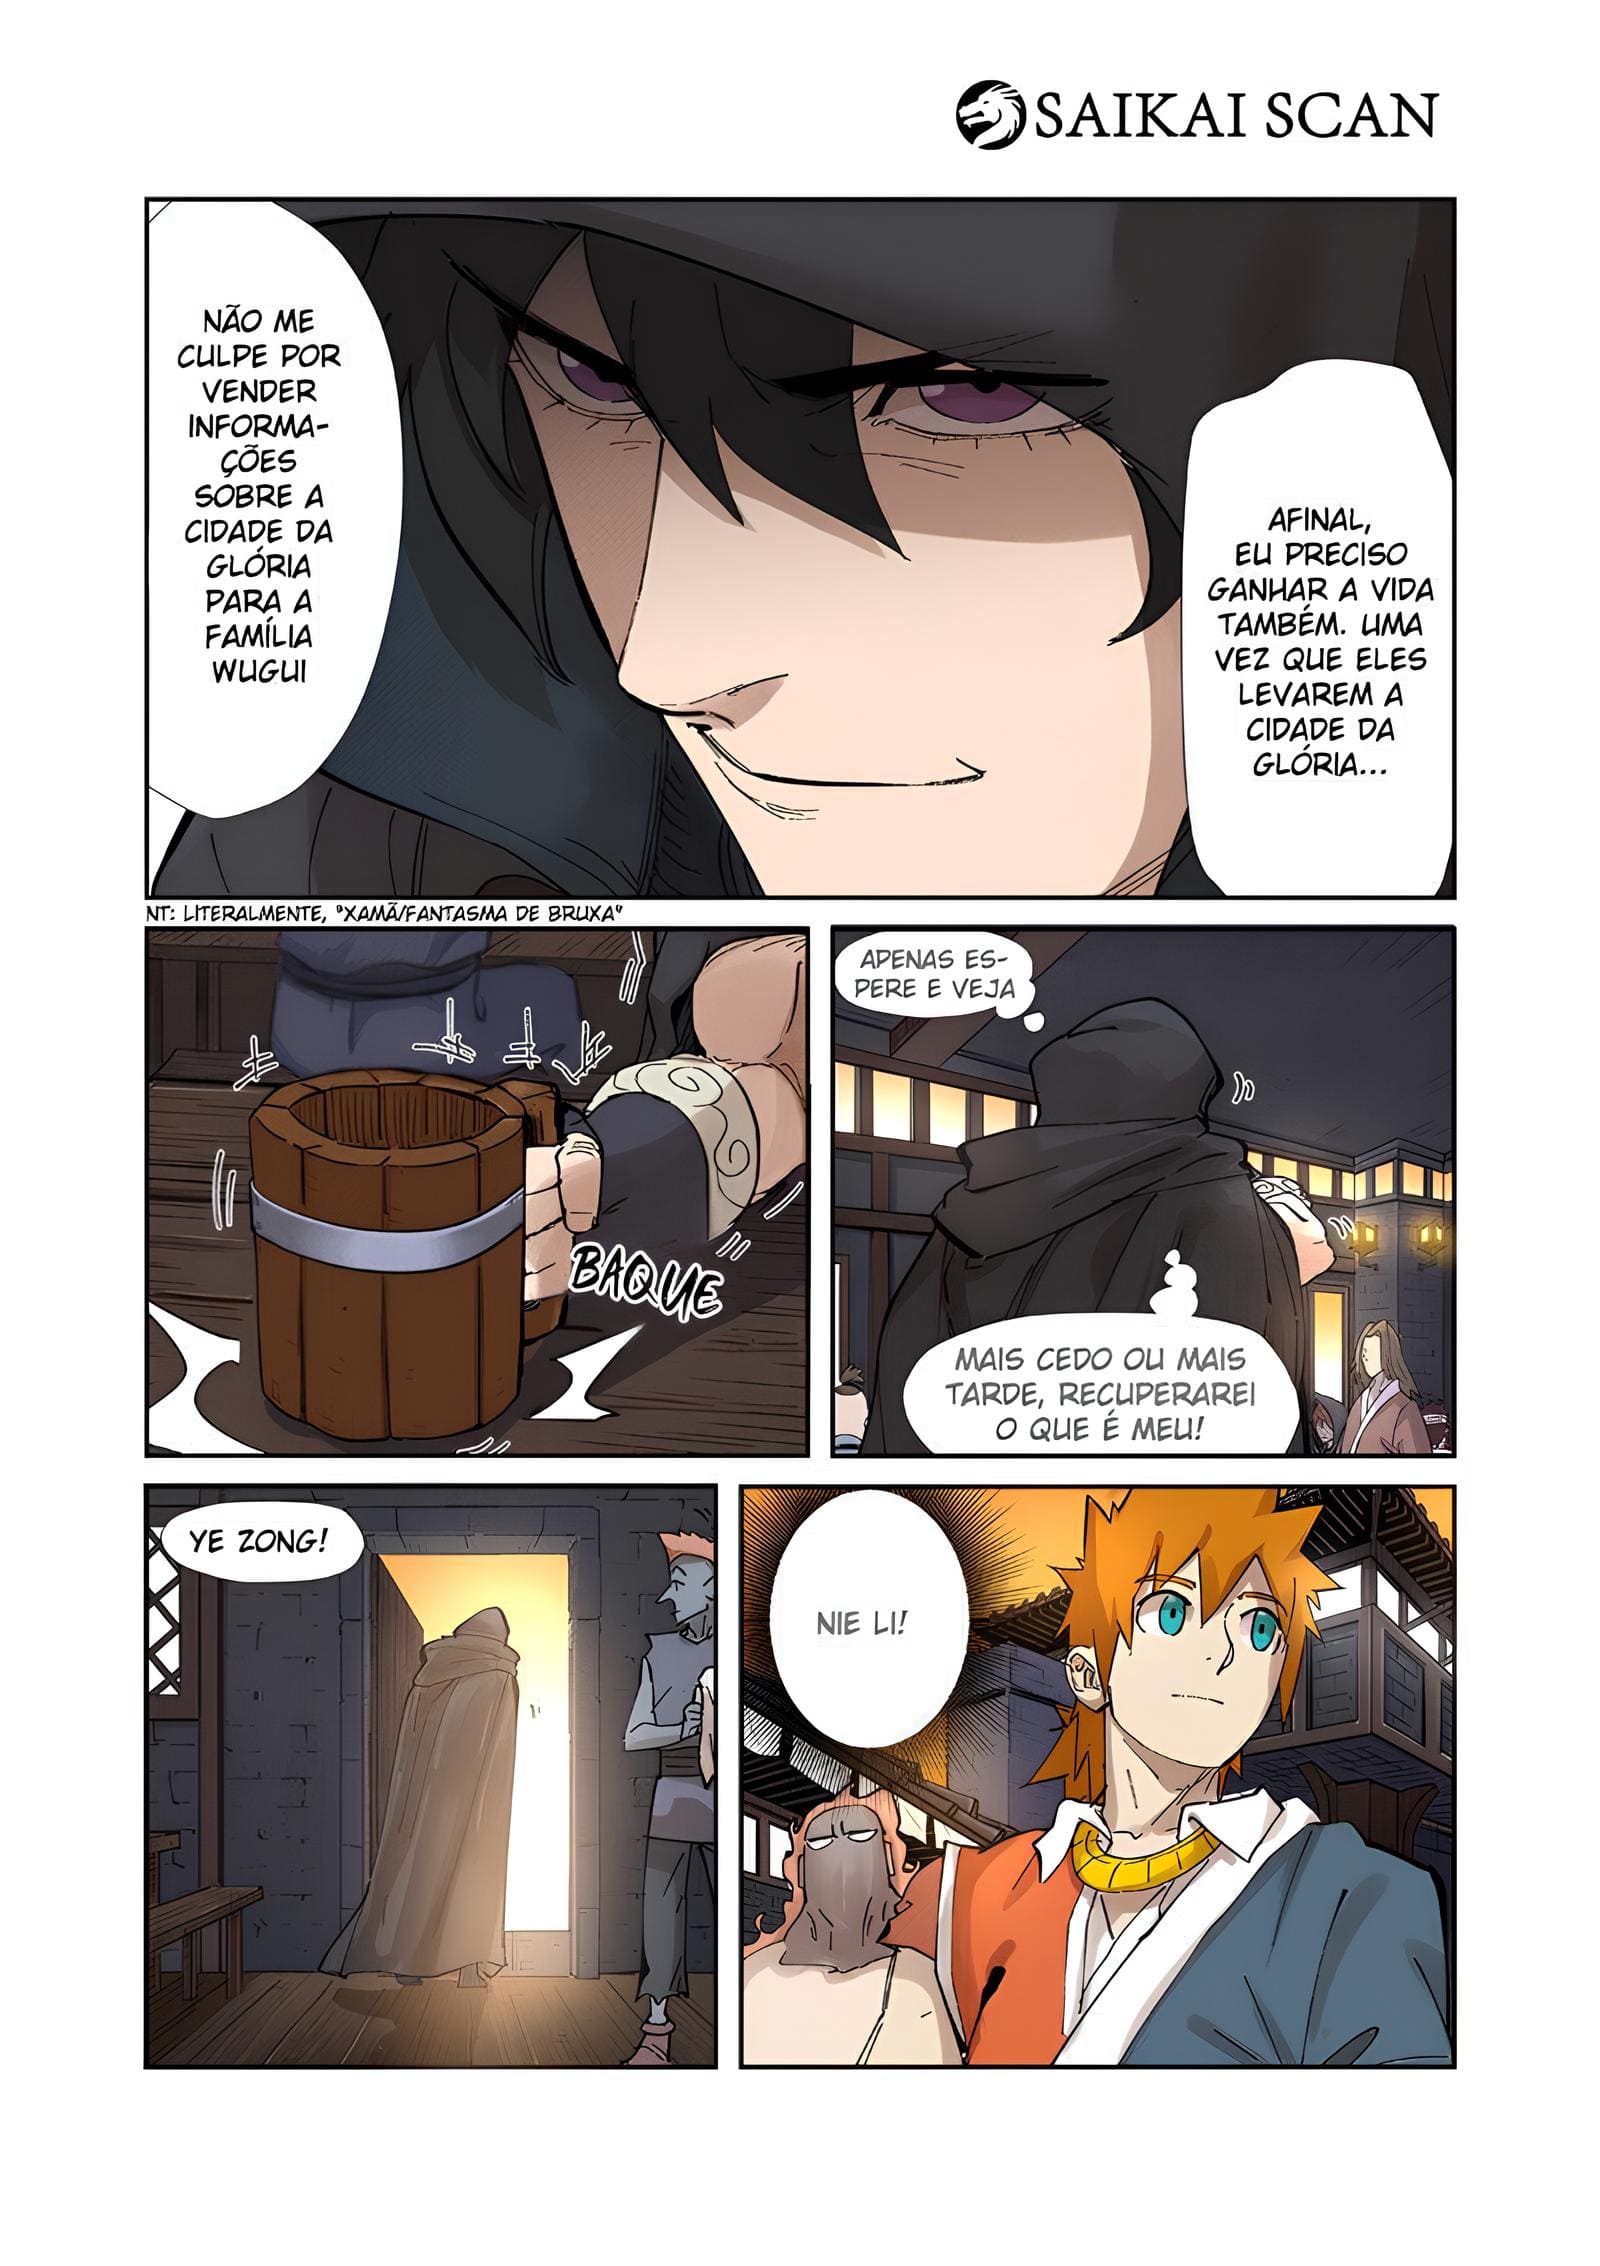 SAIKAI SCAN
NÃO ME
CULPE POR
VENDER
INFORMA-
ÇÕES
SOBRE A
CIDADE DA
GLÓRIA
PARA A
FAMÍLIA
WUGUI
AFINAL,
EU PRECISO
GANHAR A VIDA
TAMBÉM. UMA
VEZ QUE ELES
LEVAREM A
CIDADE DA
GLÓRIA...
NT: LITERALMENTE, "XAMÃ/FANTASMA DE BRUXA"
BAQUE
APENAS ES-
PERE E VEJA
MAIS CEDO OU MAIS
TARDE, RECUPERAREI
O QUE É MEU!
YE ZONG!
NIE LI!